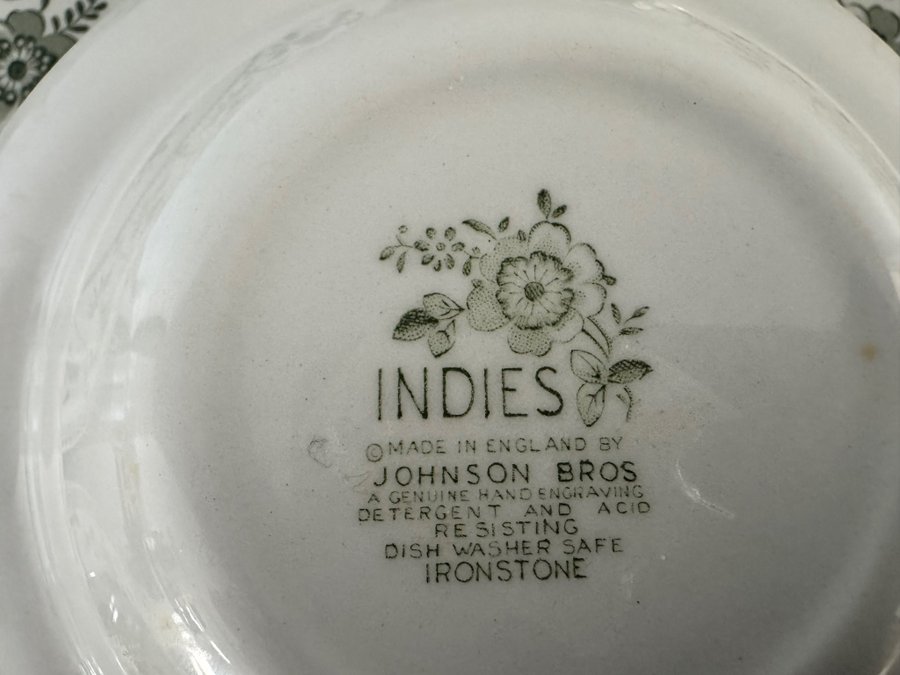 INDIES
©MADE IN ENGLAND BY
JOHNSON BROS
A GENUINE HAND ENGRAVING
DETERGENT AND ACID
RESISTING
DISH WASHER SAFE
IRONSTONE